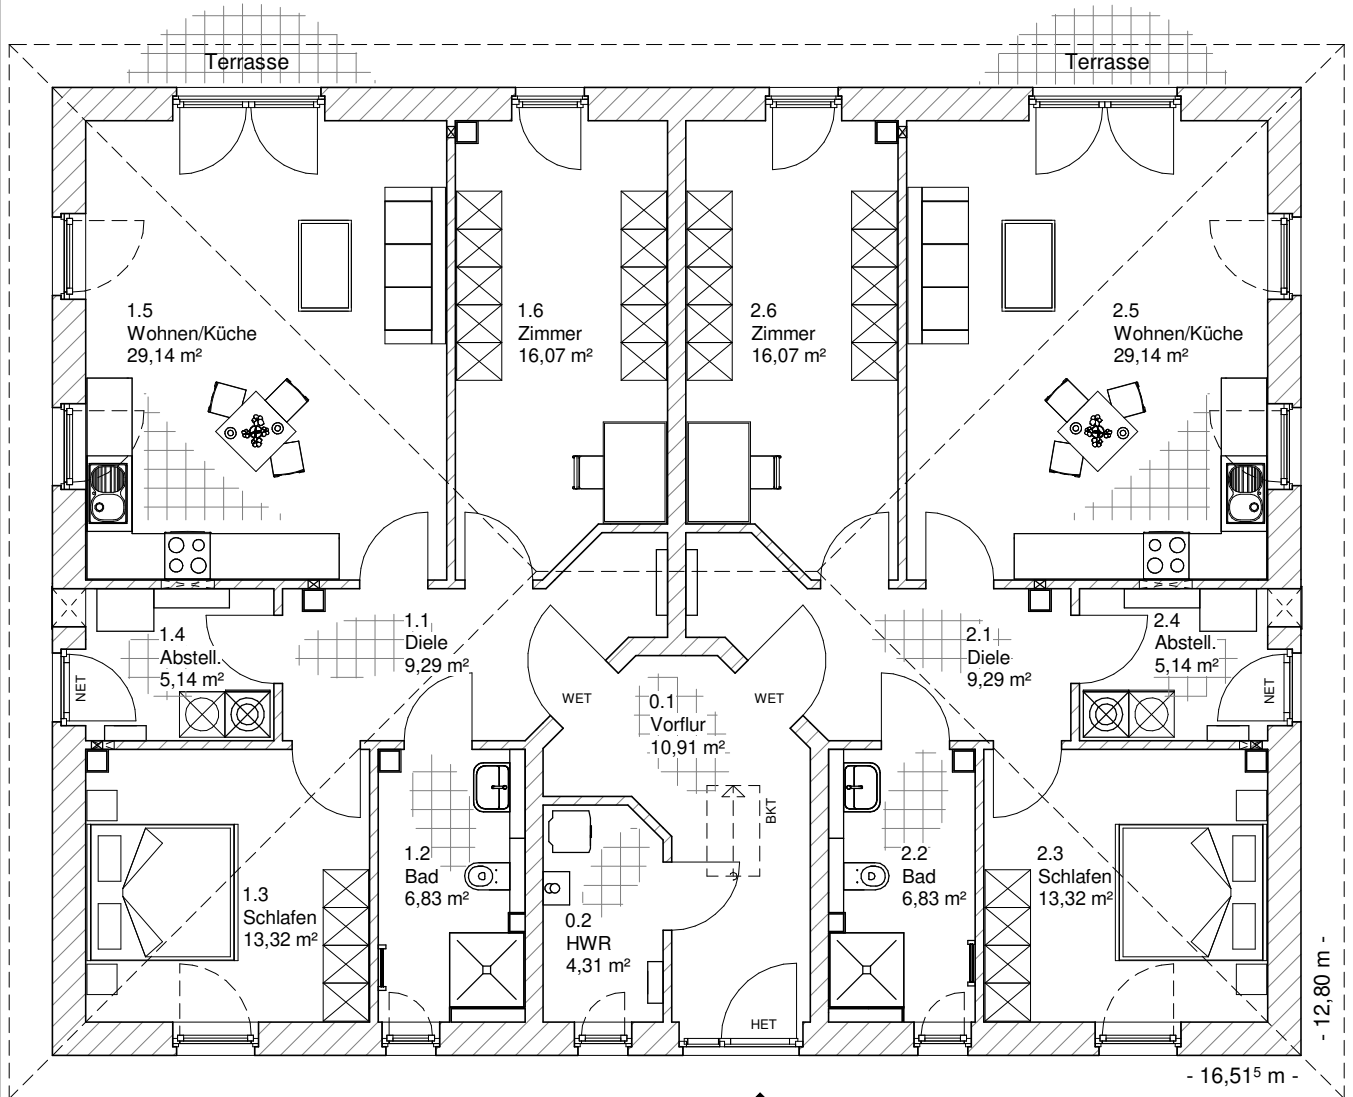 Terrasse
Terrasse
1.5
Wohnen/Küche
29,14 m²
1.6
Zimmer
16,07 m²
2.6
Zimmer
16,07 m²
2.5
Wohnen/Küche
29,14 m²
1.4
Abstell.
5,14 m²
NET
1.1
Diele
9,29 m²
WET
0.1
Vorflur
10,91 m²
WET
2.1
Diele
9,29 m²
2.4
Abstell.
5,14 m²
NET
BKT
1.3
Schlafen
13,32 m²
1.2
Bad
6,83 m²
0.2
HWR
4,31 m²
2.2
Bad
6,83 m²
2.3
Schlafen
13,32 m²
HET
- 12,80 m -
- 16,51⁵ m -